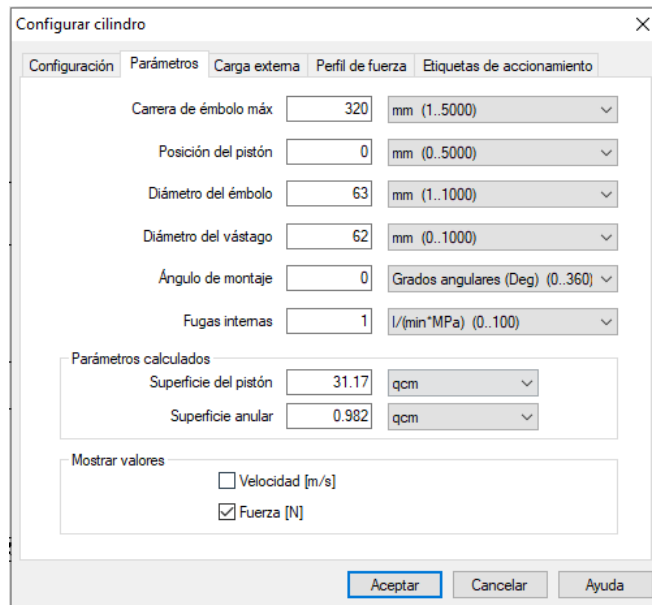 Configurar cilindro
Configuración Parámetros Carga externa Perfil de fuerza Etiquetas de accionamiento
Carrera de émbolo máx 320 mm (1..5000)
Posición del pistón 0 mm (0..5000)
Diámetro del émbolo 63 mm (1..1000)
Diámetro del vástago 62 mm (0..1000)
Ángulo de montaje 0 Grados angulares (Deg) (0..360)
Fugas internas 1 l/(min*MPa) (0..100)
Parámetros calculados
Superficie del pistón 31.17 qcm
Superficie anular 0.982 qcm
Mostrar valores
Velocidad [m/s]
Fuerza [N]
Aceptar Cancelar Ayuda